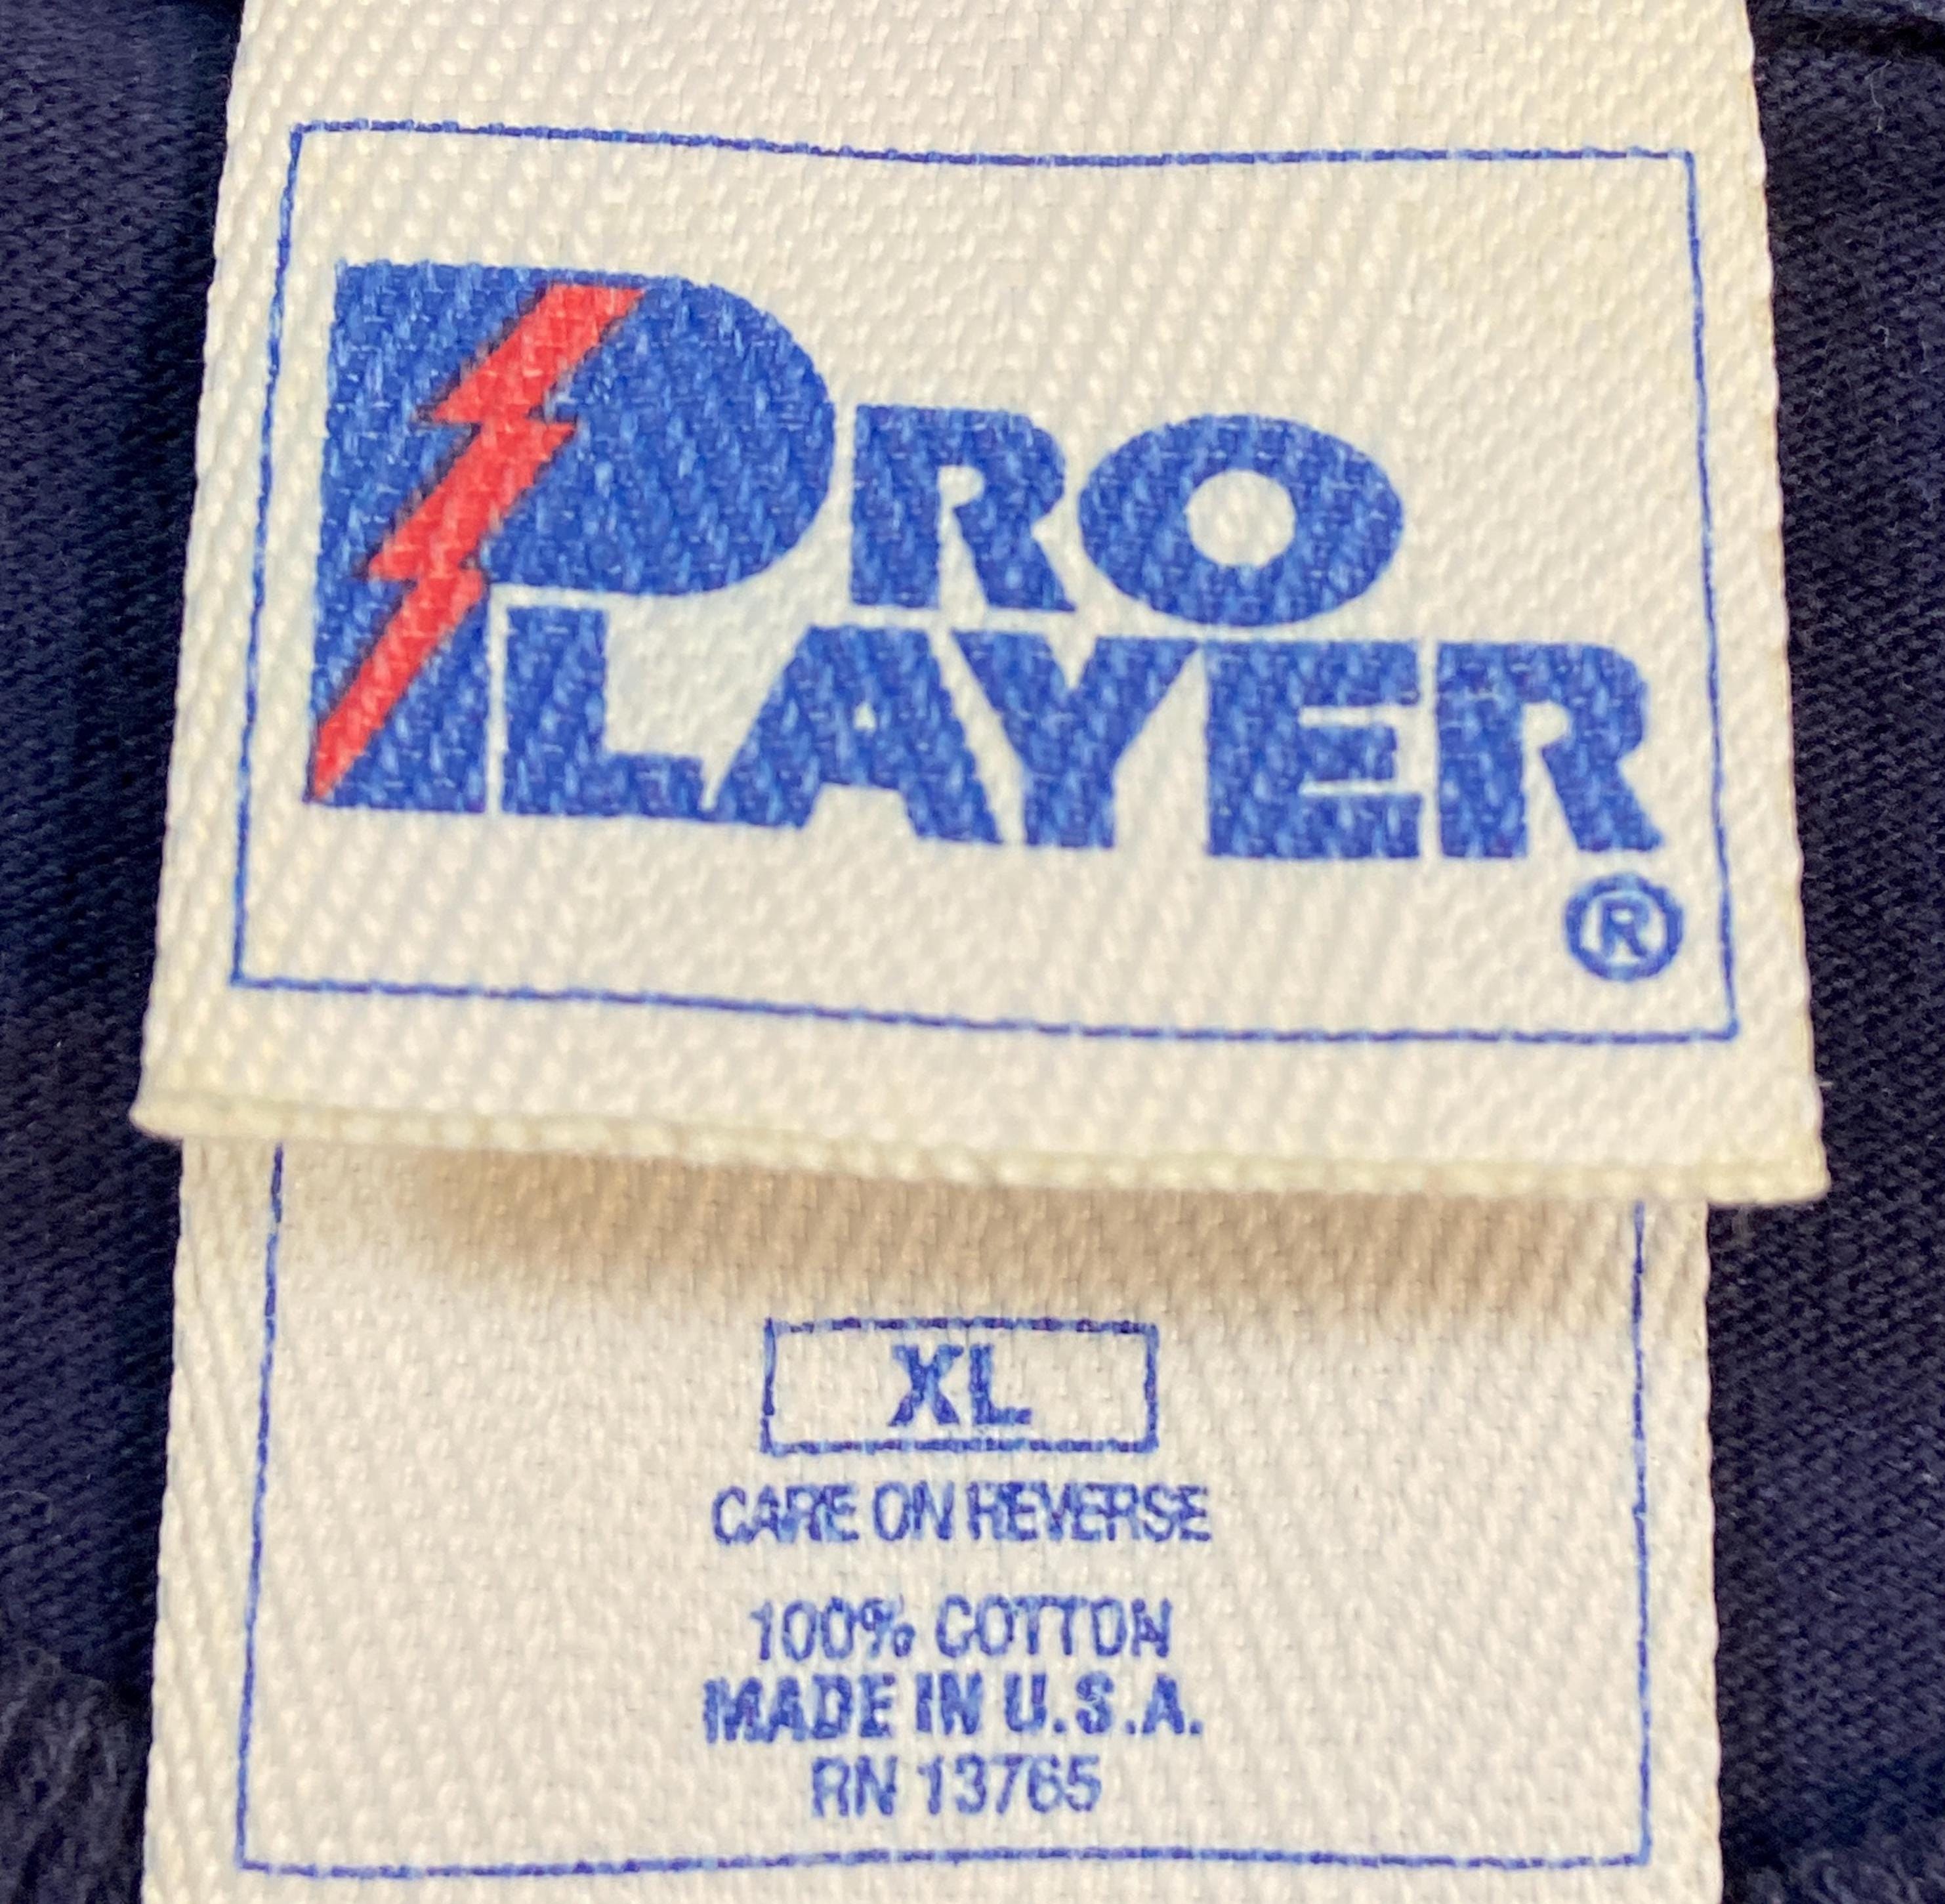 PRO
PLAYER
®
XL
CARE ON REVERSE
100% COTTON
MADE IN U.S.A.
RN 13765